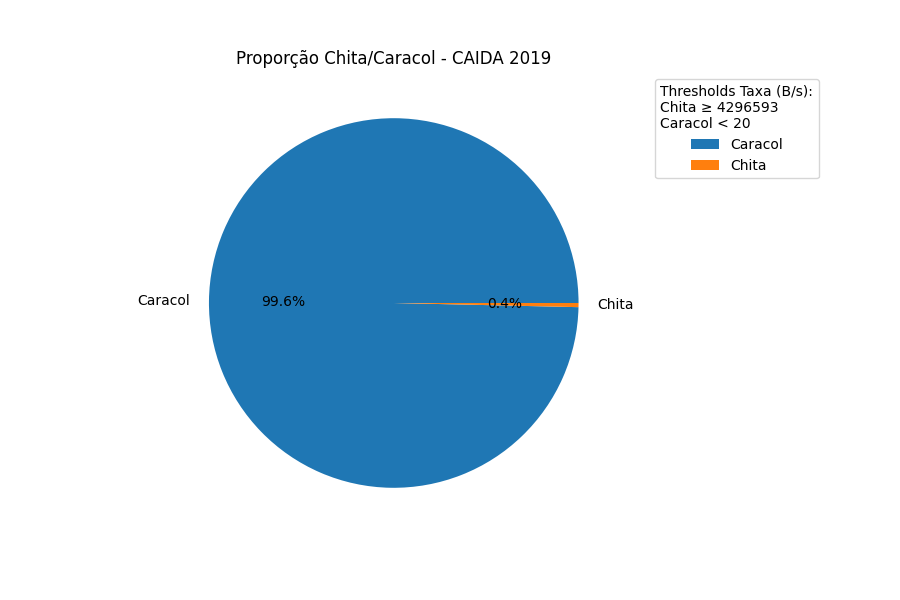 Proporção Chita/Caracol - CAIDA 2019
Thresholds Taxa (B/s):
Chita ≥ 4296593
Caracol < 20
Caracol
Chita
Caracol
99.6%
0.4%
Chita